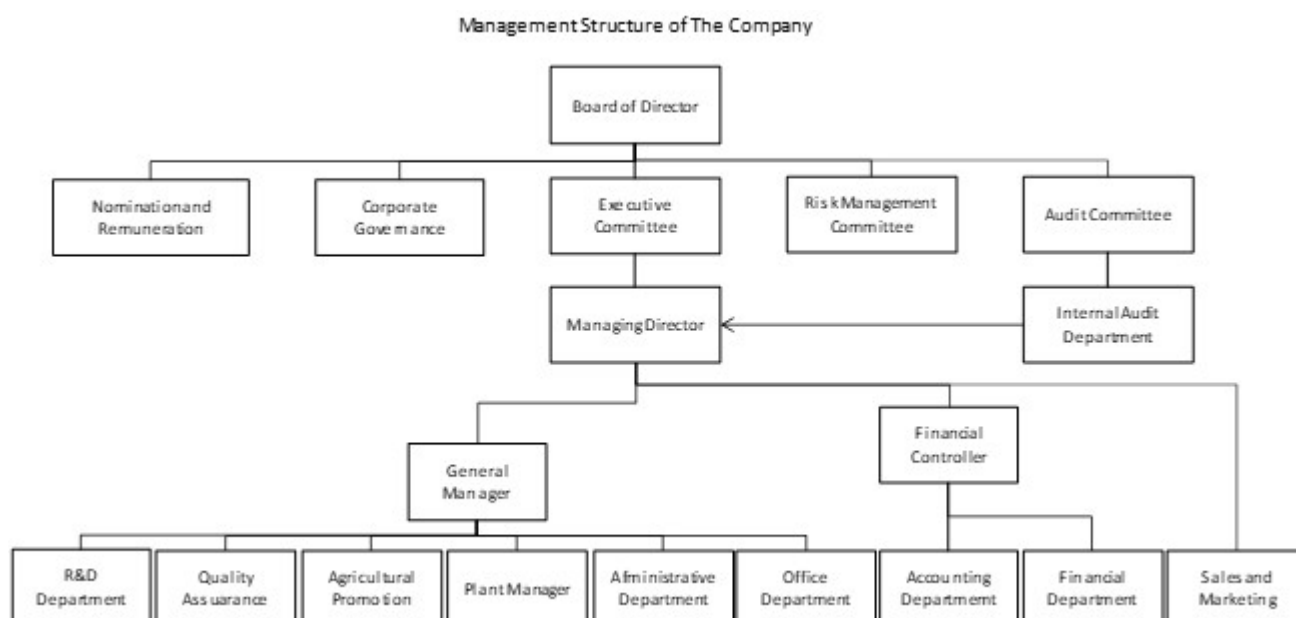 Management Structure of The Company
Board of Director
Nomination and
Remuneration
Corporate
Governance
Executive
Committee
Risk Management
Committee
Audit Committee
Managing Director
Internal Audit
Department
General
Manager
Financial
Controller
R&D
Department
Quality
Assuarance
Agricultural
Promotion
Plant Manager
Afministrative
Department
Office
Department
Accounting
Departmemt
Financial
Department
Sales and
Marketing